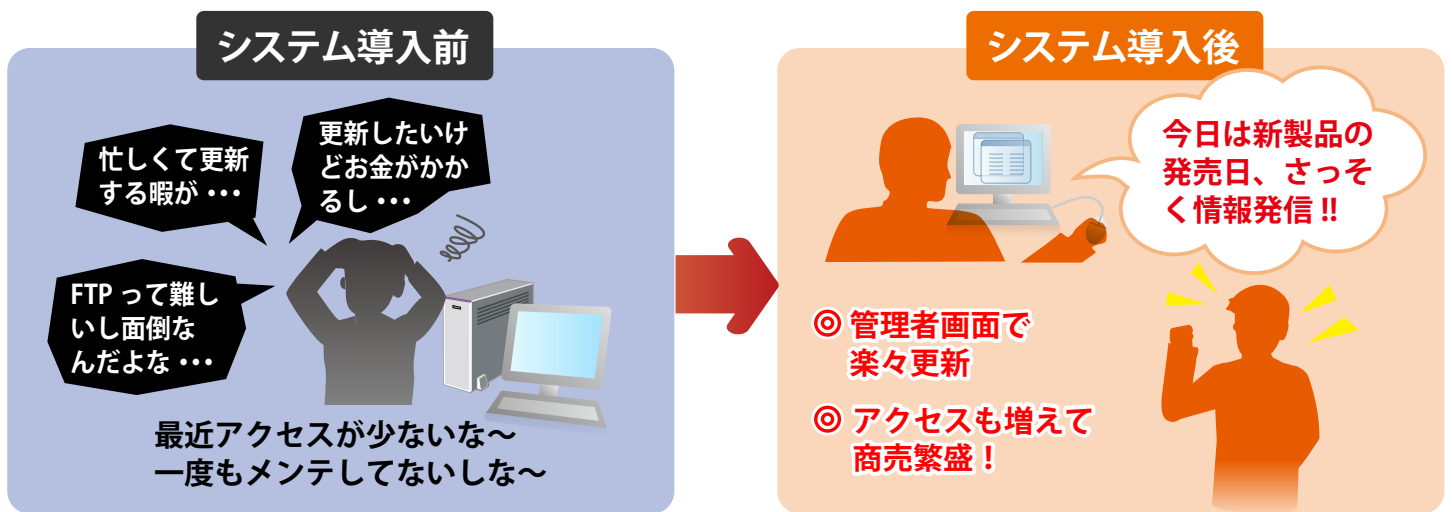 システム導入前
忙しくて更新
する暇が・・・
更新したいけ
どお金がかか
るし・・・
FTP って難し
いし面倒な
んだよな・・・
最近アクセスが少ないな～
一度もメンテしてないしな～
システム導入後
今日は新製品の
発売日、さっそ
く情報発信 !!
◎ 管理者画面で
楽々更新
◎ アクセスも増えて
商売繁盛！